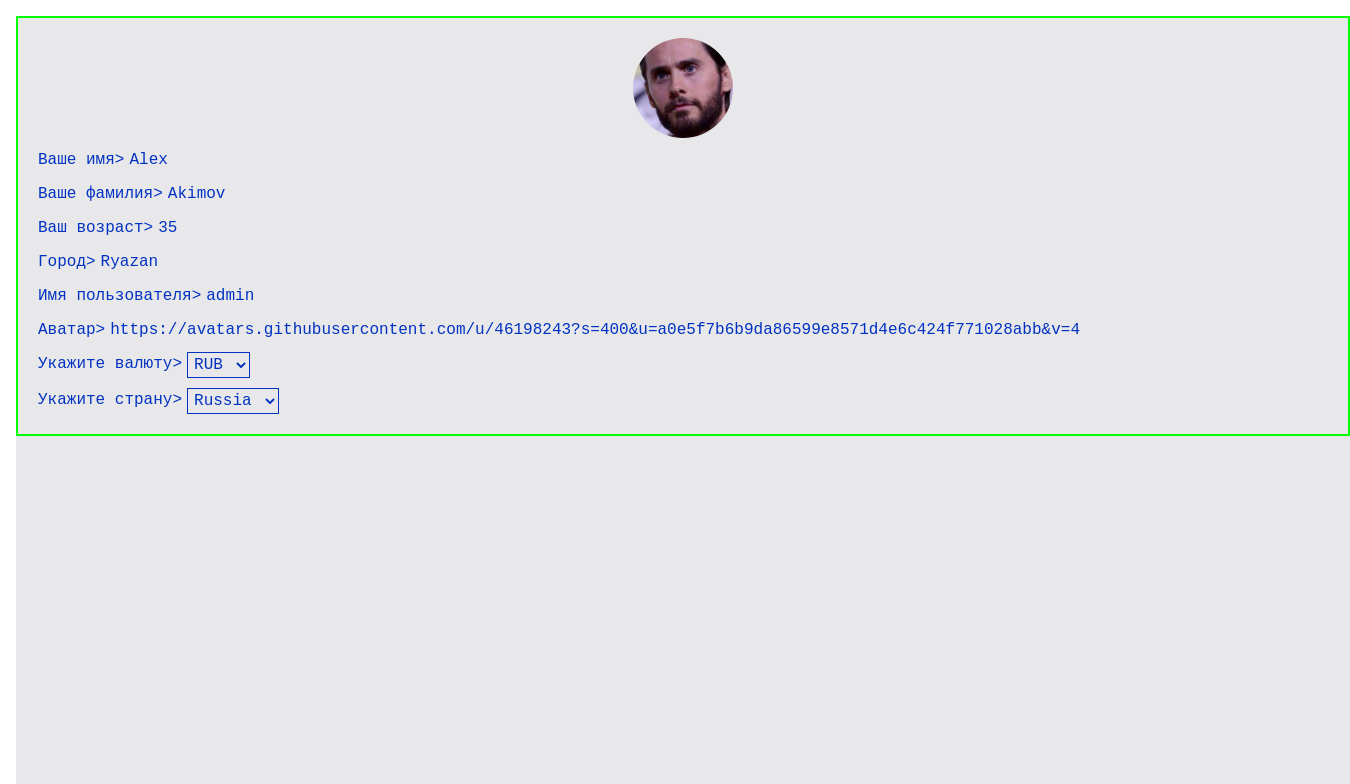 Ваше имя> Alex
Ваше фамилия> Akimov
Ваш возраст> 35
Город> Ryazan
Имя пользователя> admin
Аватар> https://avatars.githubusercontent.com/u/46198243?s=400&u=a0e5f7b6b9da86599e8571d4e6c424f771028abb&v=4
Укажите валюту> RUB
Укажите страну> Russia